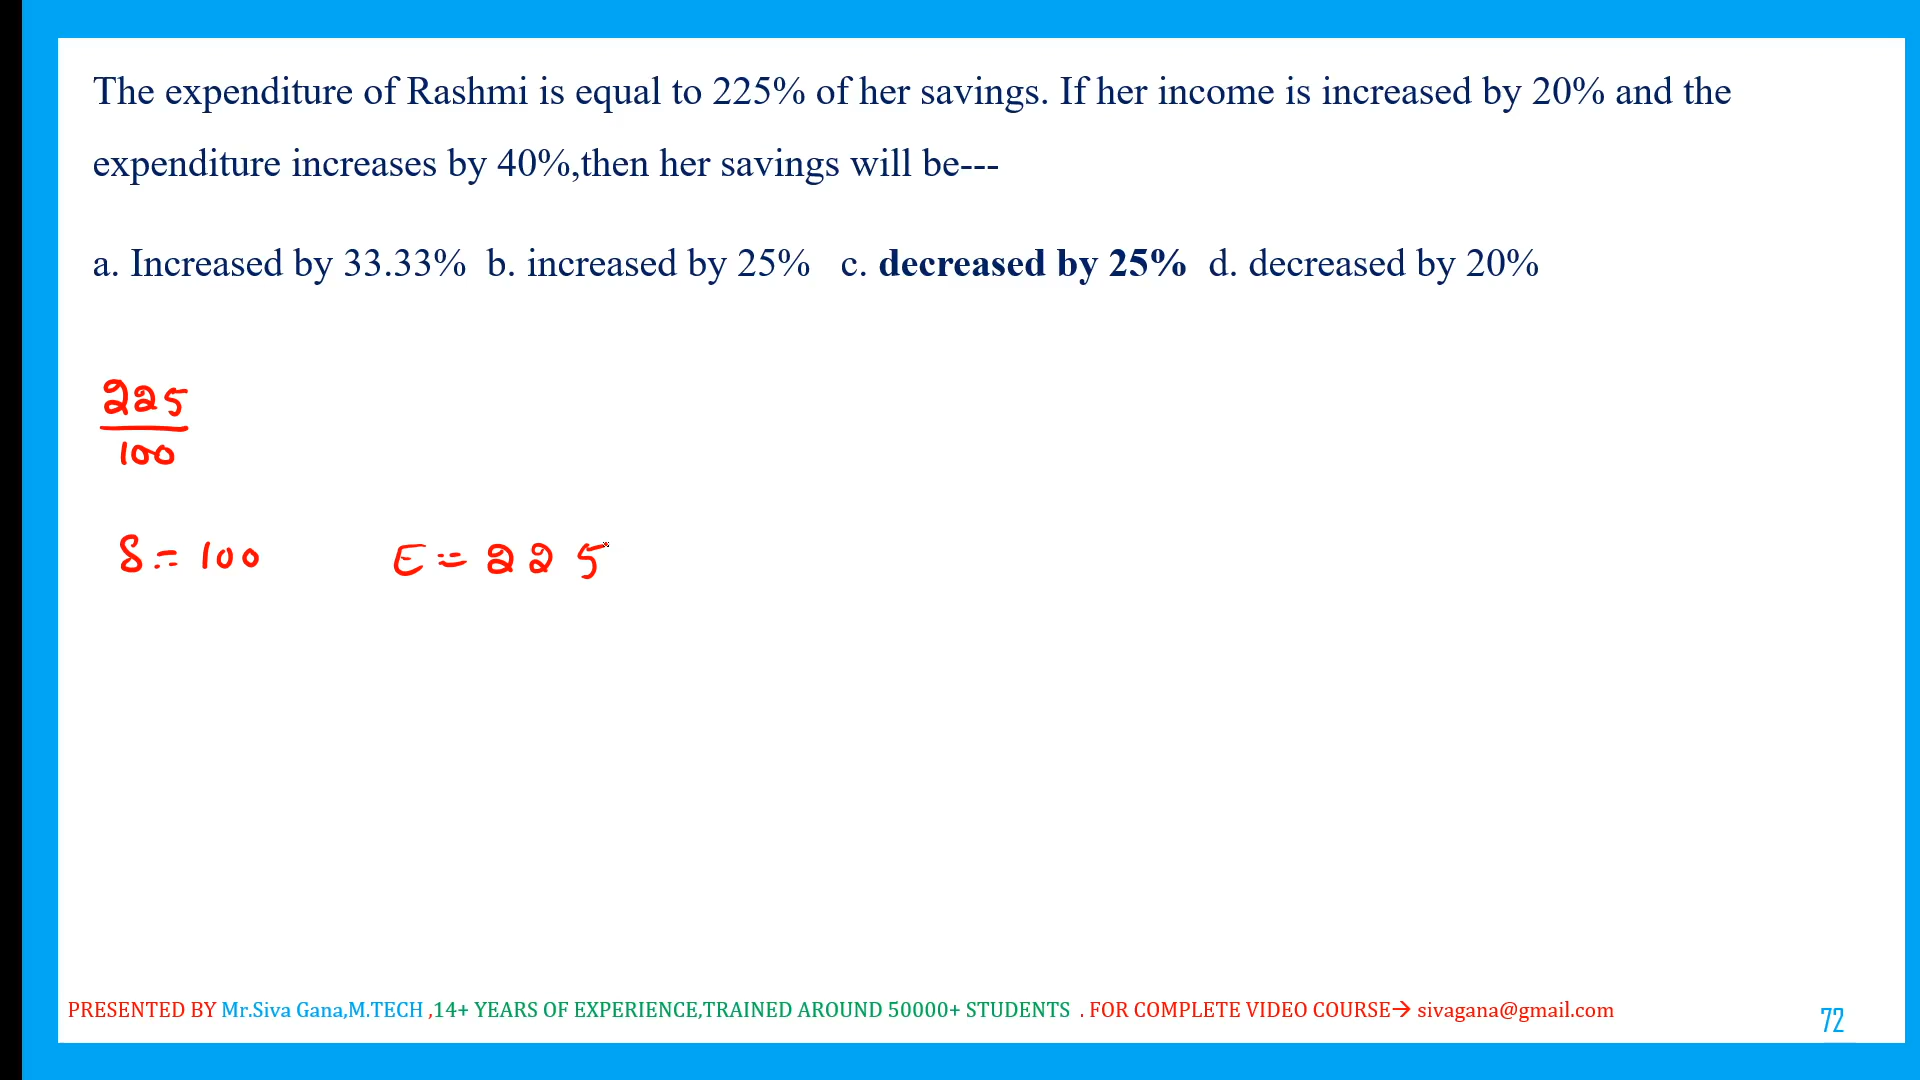 The expenditure of Rashmi is equal to 225% of her savings. If her income is increased by 20% and the
expenditure increases by 40%,then her savings will be---
a. Increased by 33.33% b. increased by 25% c. decreased by 25% d. decreased by 20%
225
100
S = 100 E = 225
PRESENTED BY Mr.Siva Gana,M.TECH ,14+ YEARS OF EXPERIENCE,TRAINED AROUND 50000+ STUDENTS . FOR COMPLETE VIDEO COURSE→ sivagana@gmail.com
72